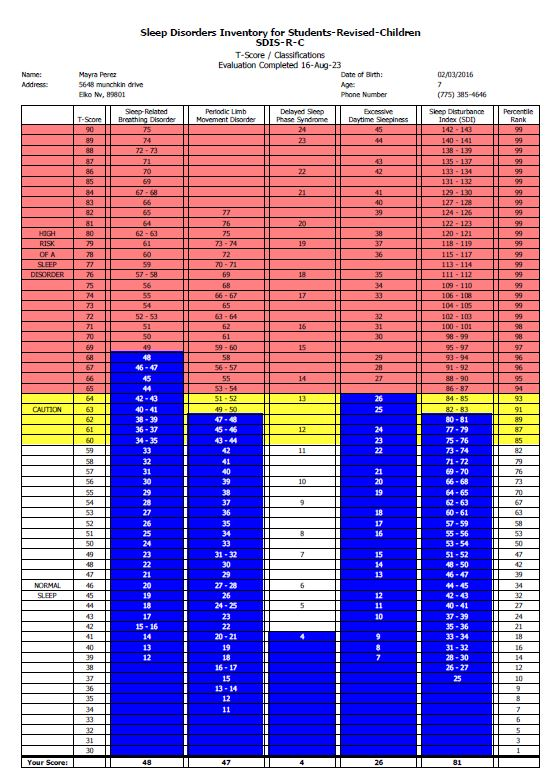 Sleep Disorders Inventory for Students-Revised-Children
SDIS-R-C
T-Score / Classifications
Evaluation Completed 16-Aug-23
Name: Mayra Perez Date of Birth: 02/03/2016
Address: 5648 munchkin drive Age: 7
Elko Nv, 89801 Phone Number (775) 385-4646
T-Score Sleep-Related Breathing Disorder Periodic Limb Movement Disorder Delayed Sleep Phase Syndrome Excessive Daytime Sleepiness Sleep Disturbance Index (SDI) Percentile Rank
90 75 24 45 142 - 143 99
89 74 23 44 140 - 141 99
88 72 - 73 138 - 139 99
87 71 43 135 - 137 99
86 70 22 42 133 - 134 99
85 69 131 - 132 99
84 67 - 68 21 41 129 - 130 99
83 66 40 127 - 128 99
82 65 77 39 124 - 126 99
81 64 76 20 122 - 123 99
HIGH 80 62 - 63 75 38 120 - 121 99
RISK 79 61 73 - 74 19 37 118 - 119 99
OF A 78 60 72 36 115 - 117 99
SLEEP 77 59 70 - 71 113 - 114 99
DISORDER 76 57 - 58 69 18 35 111 - 112 99
75 56 68 34 109 - 110 99
74 55 66 - 67 17 33 106 - 108 99
73 54 65 104 - 105 99
72 52 - 53 63 - 64 32 102 - 103 99
71 51 62 16 31 100 - 101 98
70 50 61 30 98 - 99 98
69 49 59 - 60 15 95 - 97 97
68 48 58 29 93 - 94 96
67 46 - 47 56 - 57 28 91 - 92 96
66 45 55 14 27 88 - 90 95
65 44 53 - 54 86 - 87 94
64 42 - 43 51 - 52 13 26 84 - 85 93
CAUTION 63 40 - 41 49 - 50 25 82 - 83 91
62 38 - 39 47 - 48 80 - 81 89
61 36 - 37 45 - 46 12 24 77 - 79 87
60 34 - 35 43 - 44 23 75 - 76 85
59 33 42 11 22 73 - 74 82
58 32 41 71 - 72 79
57 31 40 21 69 - 70 76
56 30 39 10 20 66 - 68 73
55 29 38 19 64 - 65 70
54 28 37 9 62 - 63 67
53 27 36 18 60 - 61 63
52 26 35 17 57 - 59 58
51 25 34 8 16 55 - 56 53
50 24 33 53 - 54 50
49 23 31 - 32 7 15 51 - 52 47
48 22 30 14 48 - 50 42
47 21 29 13 46 - 47 39
NORMAL 46 20 27 - 28 6 44 - 45 34
SLEEP 45 19 26 12 42 - 43 32
44 18 24 - 25 5 11 40 - 41 27
43 17 23 10 37 - 39 24
42 15 - 16 22 35 - 36 21
41 14 20 - 21 4 9 33 - 34 18
40 13 19 8 31 - 32 16
39 12 18 7 28 - 30 14
38 16 - 17 26 - 27 12
37 15 25 10
36 13 - 14 9
35 12 8
34 11 7
33 6
32 5
31 3
30 1
Your Score: 48 47 4 26 81